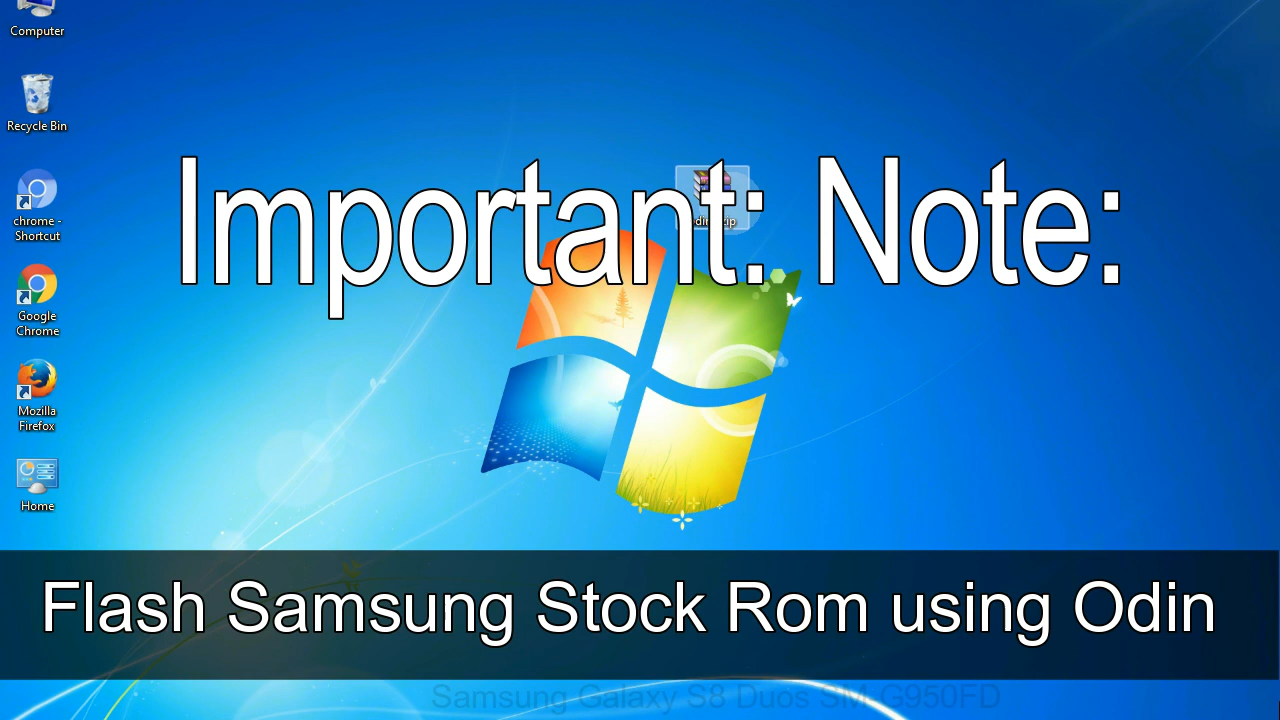 Computer
Recycle Bin
chrome -
Shortcut
Google
Chrome
Mozilla
Firefox
Home
Important: Note:
Flash Samsung Stock Rom using Odin
Samsung Galaxy S8 Duos SM-G950FD